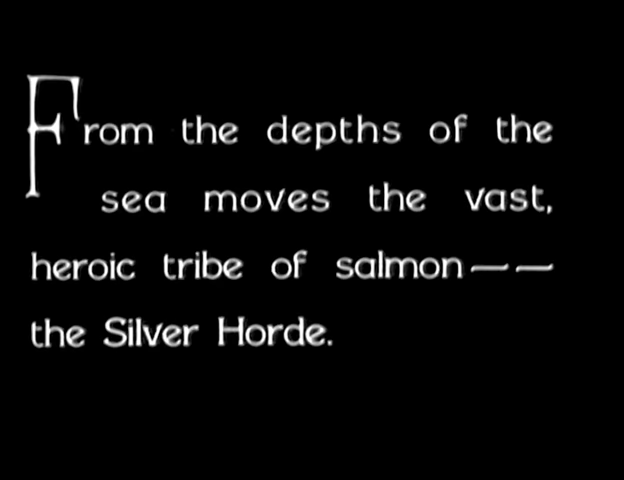 From the depths of the
sea moves the vast,
heroic tribe of salmon——
the Silver Horde.